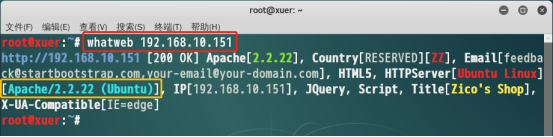 root@xuer: ~
文件(F) 编辑(E) 查看(V) 搜索(S) 终端(T) 帮助(H)
root@xuer:~# whatweb 192.168.10.151
http://192.168.10.151 [200 OK] Apache[2.2.22], Country[RESERVED][ZZ], Email[feedba
ck@startbootstrap.com,your-email@your-domain.com], HTML5, HTTPServer[Ubuntu Linux]
[Apache/2.2.22 (Ubuntu)], IP[192.168.10.151], JQuery, Script, Title[Zico's Shop],
X-UA-Compatible[IE=edge]
root@xuer:~#